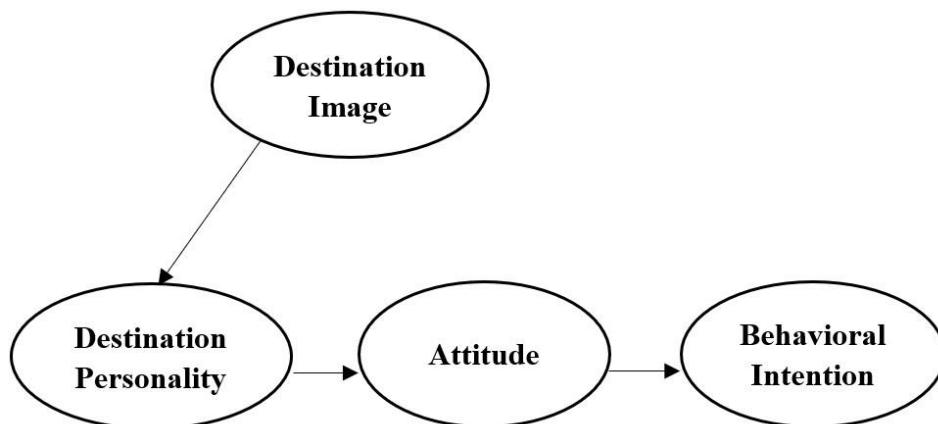 Destination
Image
Destination
Personality
Attitude
Behavioral
Intention